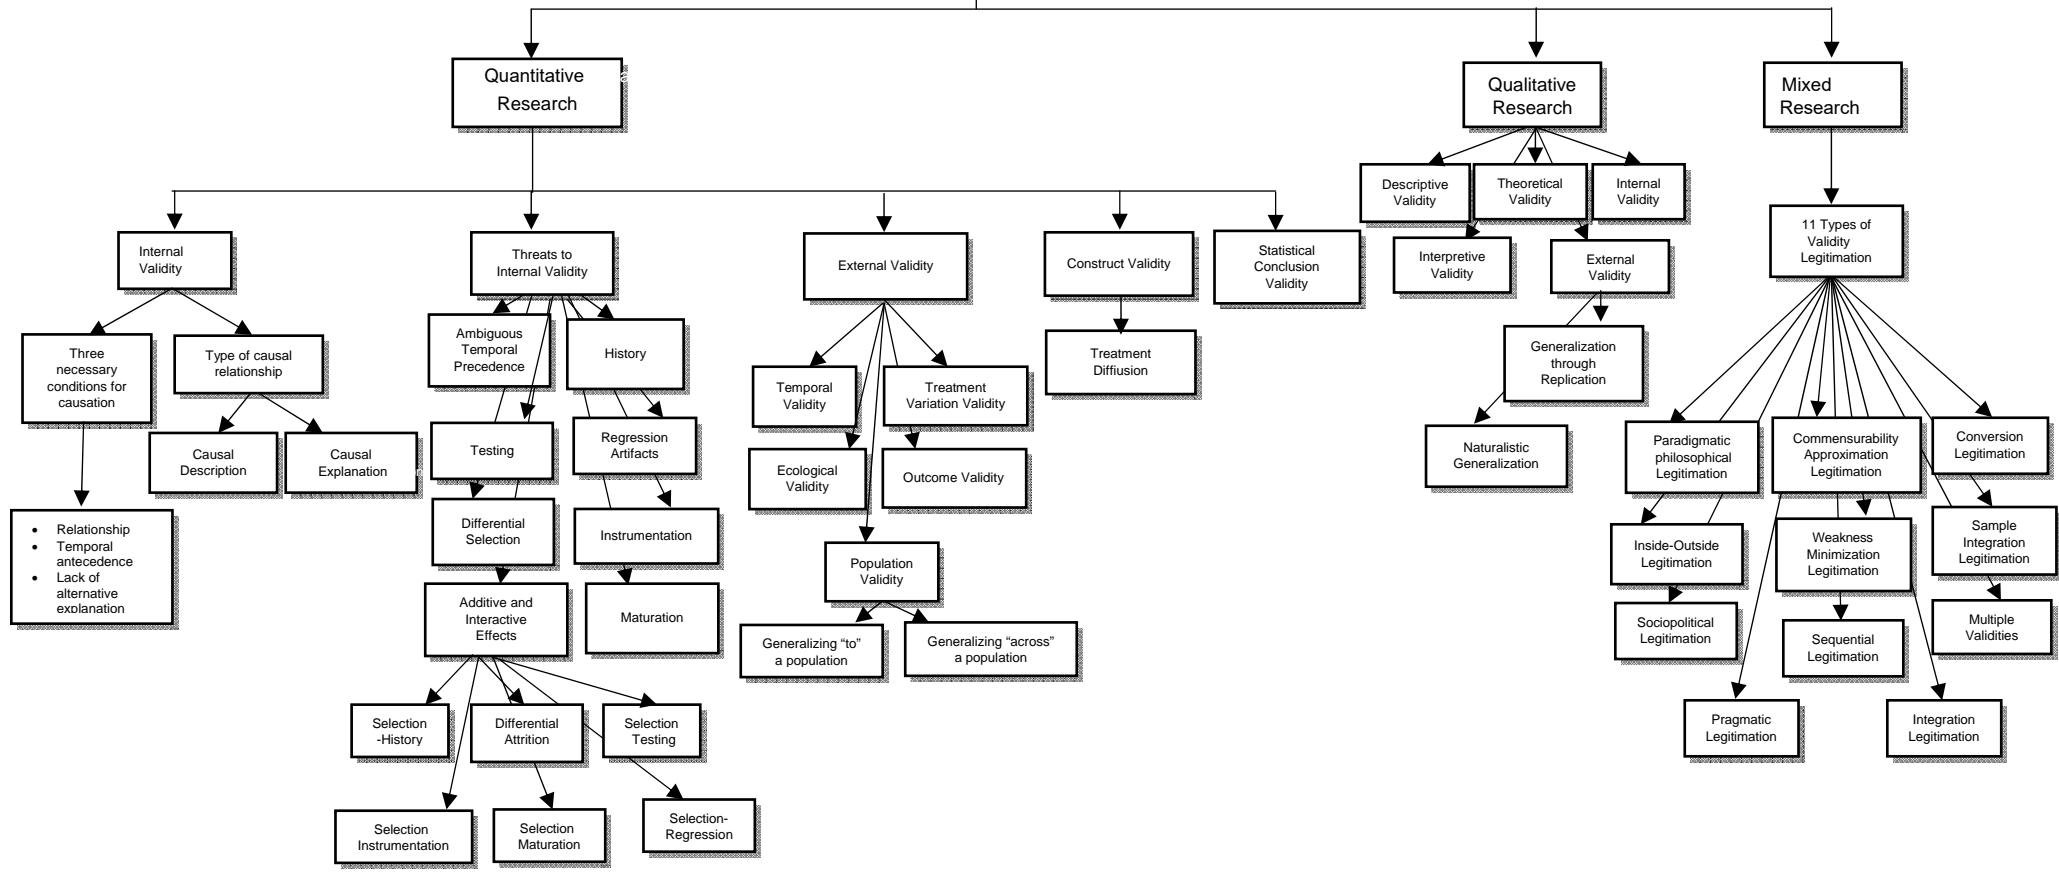 Quantitative
Research
Qualitative
Research
Mixed
Research
Descriptive
Validity
Theoretical
Validity
Internal
Validity
Interpretive
Validity
External
Validity
Generalization
through
Replication
Naturalistic
Generalization
11 Types of
Validity
Legitimation
Internal
Validity
Threats to
Internal Validity
External Validity
Construct Validity
Statistical
Conclusion
Validity
Three
necessary
conditions for
causation
Type of causal
relationship
Causal
Description
Causal
Explanation
• Relationship
• Temporal
antecedence
• Lack of
alternative
explanation
Ambiguous
Temporal
Precedence
History
Testing
Regression
Artifacts
Differential
Selection
Instrumentation
Additive and
Interactive
Effects
Maturation
Selection
-History
Differential
Attrition
Selection
Testing
Selection
Instrumentation
Selection
Maturation
Selection-
Regression
Temporal
Validity
Treatment
Variation Validity
Ecological
Validity
Outcome Validity
Population
Validity
Generalizing “to”
a population
Generalizing “across”
a population
Treatment
Diffiusion
Paradigmatic
philosophical
Legitimation
Commensurability
Approximation
Legitimation
Conversion
Legitimation
Inside-Outside
Legitimation
Weakness
Minimization
Legitimation
Sample
Integration
Legitimation
Sociopolitical
Legitimation
Sequential
Legitimation
Multiple
Validities
Pragmatic
Legitimation
Integration
Legitimation